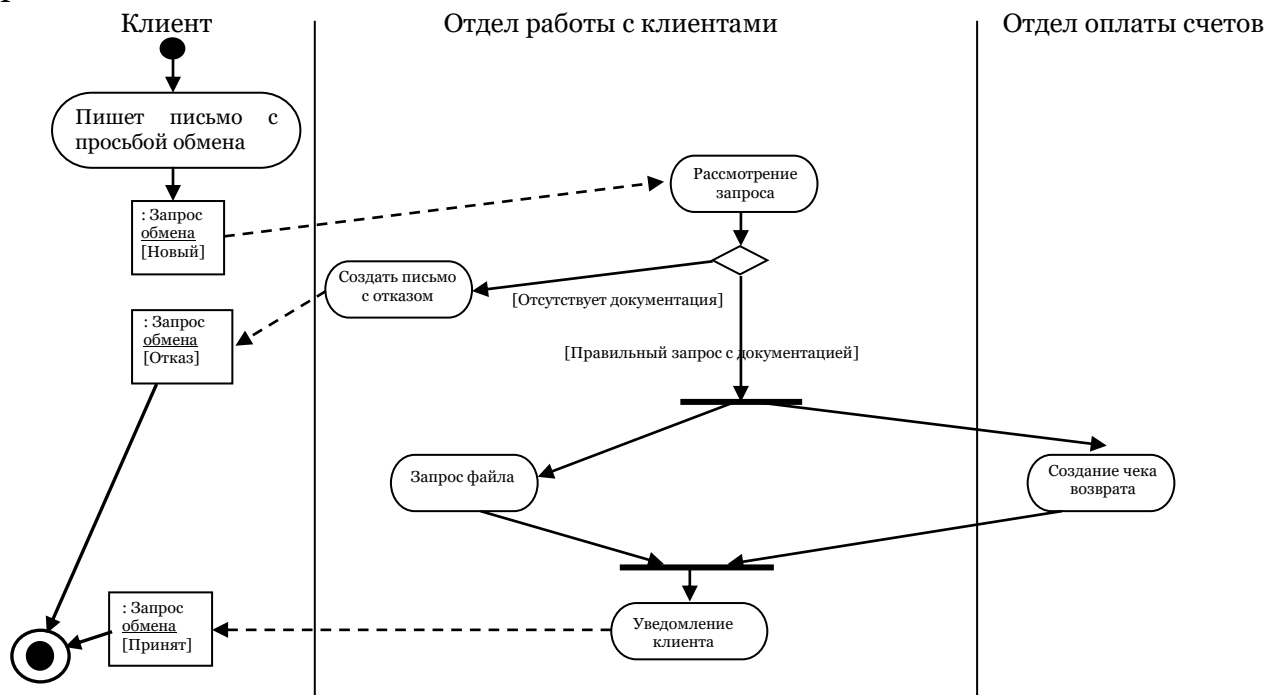 Клиент
Отдел работы с клиентами
Отдел оплаты счетов
Пишет письмо с
просьбой обмена
Рассмотрение
запроса
: Запрос
обмена
[Новый]
Создать письмо
с отказом
[Отсутствует документация]
: Запрос
обмена
[Отказ]
[Правильный запрос с документацией]
Запрос файла
Создание чека
возврата
: Запрос
обмена
[Принят]
Уведомление
клиента